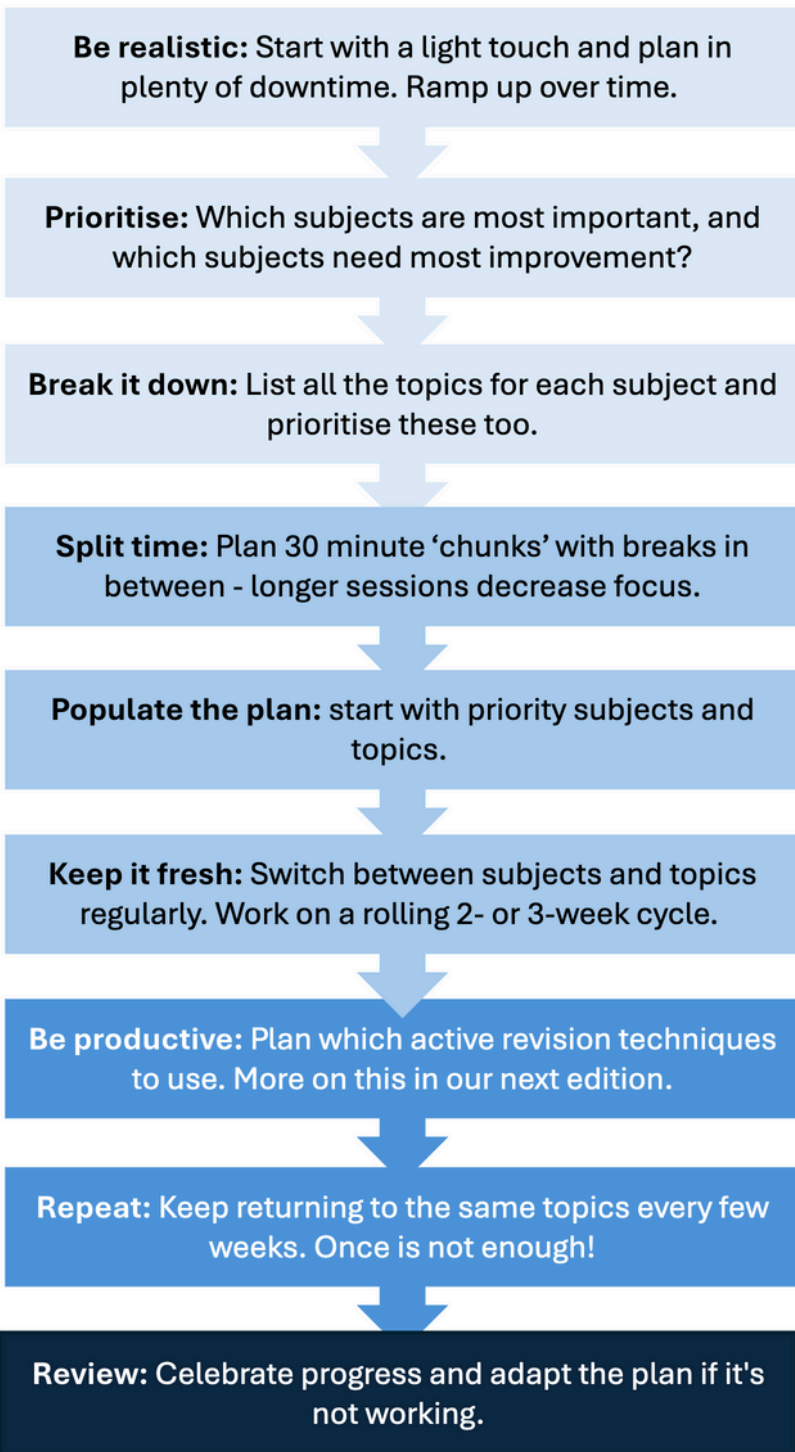 Be realistic: Start with a light touch and plan in
plenty of downtime. Ramp up over time.
Prioritise: Which subjects are most important, and
which subjects need most improvement?
Break it down: List all the topics for each subject and
prioritise these too.
Split time: Plan 30 minute ‘chunks’ with breaks in
between - longer sessions decrease focus.
Populate the plan: start with priority subjects and
topics.
Keep it fresh: Switch between subjects and topics
regularly. Work on a rolling 2- or 3-week cycle.
Be productive: Plan which active revision techniques
to use. More on this in our next edition.
Repeat: Keep returning to the same topics every few
weeks. Once is not enough!
Review: Celebrate progress and adapt the plan if it's
not working.